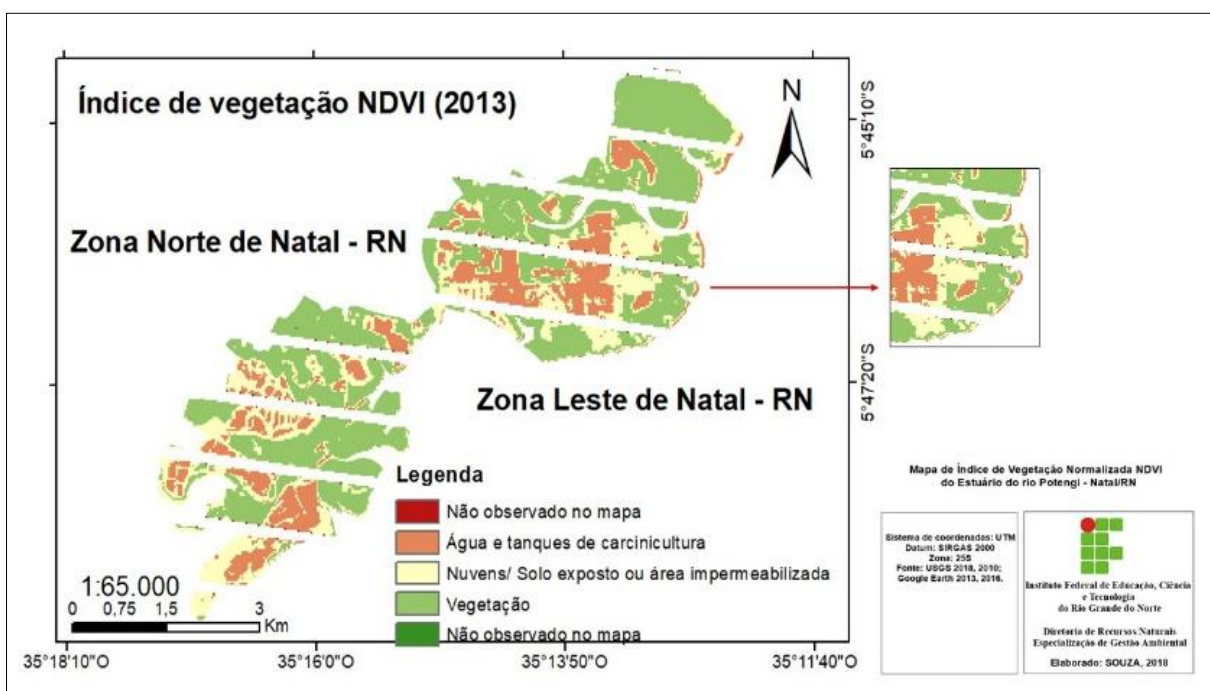 Índice de vegetação NDVI (2013)
N
5°45'10"S
Zona Norte de Natal - RN
5°47'20"S
Zona Leste de Natal - RN
Legenda
Não observado no mapa
Água e tanques de carcinicultura
Nuvens/ Solo exposto ou área impermeabilizada
Vegetação
Não observado no mapa
1:65.000
0 0,75 1,5 3
Km
35°18'10"O 35°16'0"O 35°13'50"O 35°11'40"O
Mapa de Índice de Vegetação Normalizada NDVI
do Estuário do rio Potengi - Natal/RN
Sistema de coordenadas: UTM
Datum: SIRGAS 2000
Zona: 25S
Fonte: USGS 2018, 2010;
Google Earth 2013, 2016.
Instituto Federal de Educação, Ciência
e Tecnologia
do Rio Grande do Norte
Diretoria de Recursos Naturais
Especialização de Gestão Ambiental
Elaborado: SOUZA, 2018